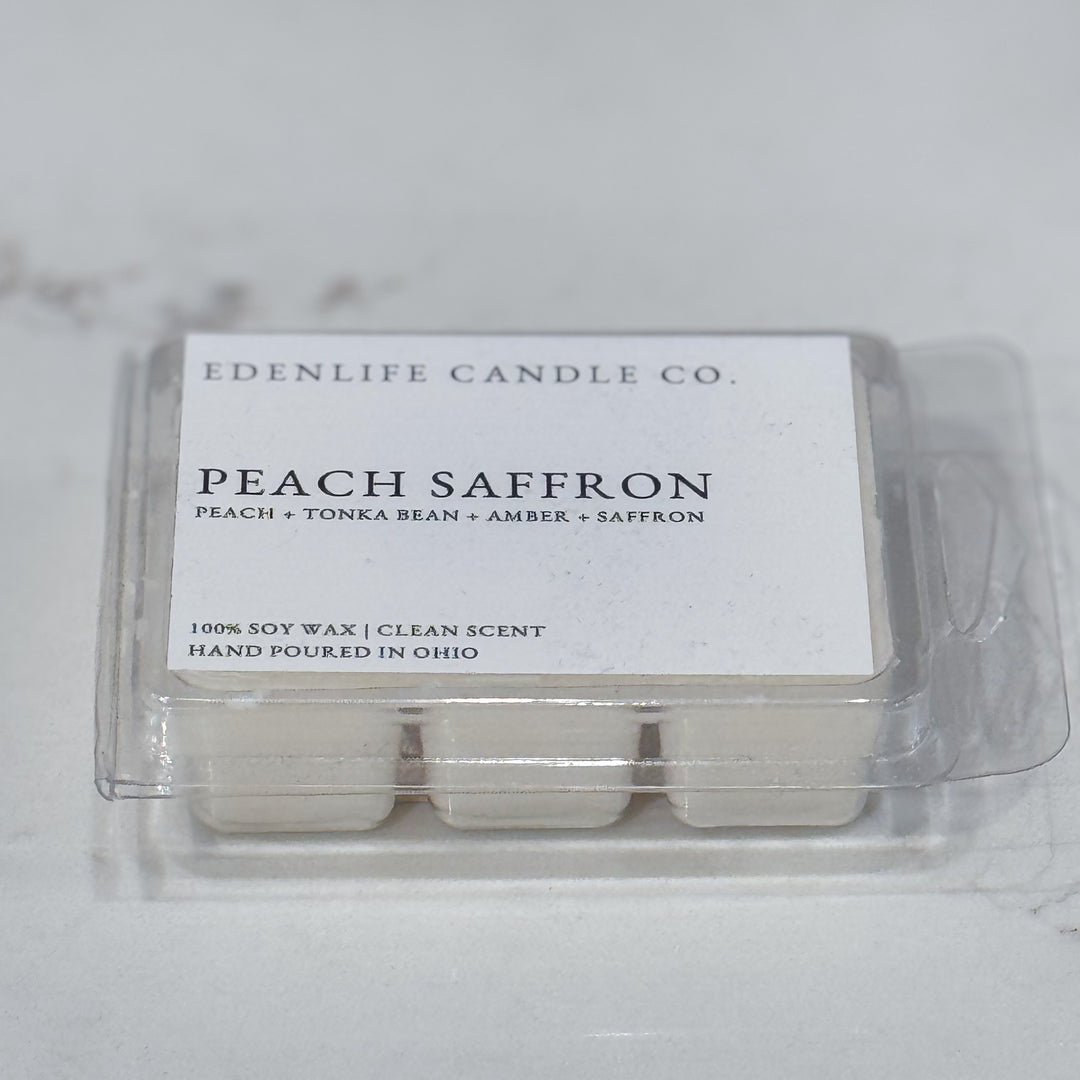 EDENLIFE CANDLE CO.
PEACH SAFFRON
PEACH + TONKA BEAN + AMBER + SAFFRON
100% SOY WAX | CLEAN SCENT
HAND POURED IN OHIO